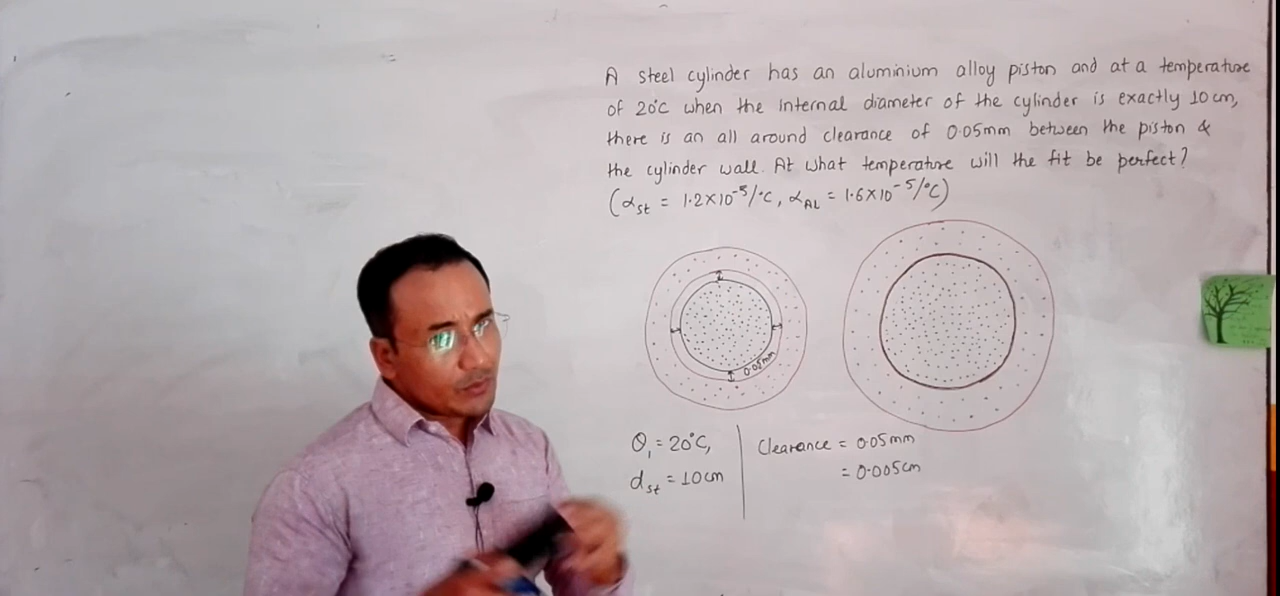 A steel cylinder has an aluminium alloy piston and at a temperature
of 20°C when the internal diameter of the cylinder is exactly 10 cm,
there is an all around clearance of 0.05mm between the piston &
the cylinder wall. At what temperature will the fit be perfect?
(α_st = 1.2×10⁻⁵/°C, α_AL = 1.6×10⁻⁵/°C)
0.05mm
θ₁ = 20°C,
d_st = 10cm
Clearance = 0.05mm
= 0.005cm